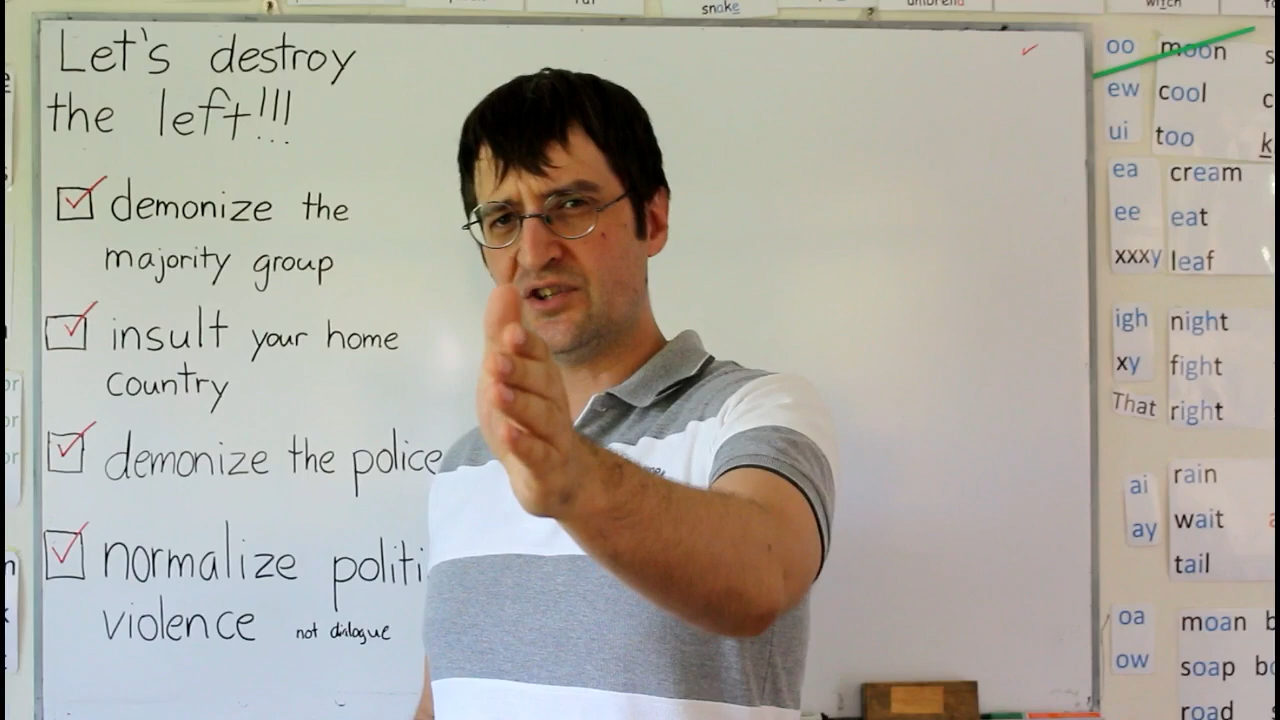 snake
umbrella
witch
Let's destroy
the left!!!
demonize the
majority group
insult your home
country
demonize the police
normalize politi
violence not dialogue
oo moon
ew cool
ui too
ea cream
ee eat
xxxy leaf
igh night
xy fight
That right
ai rain
ay wait
tail
oa moan
ow soap
road